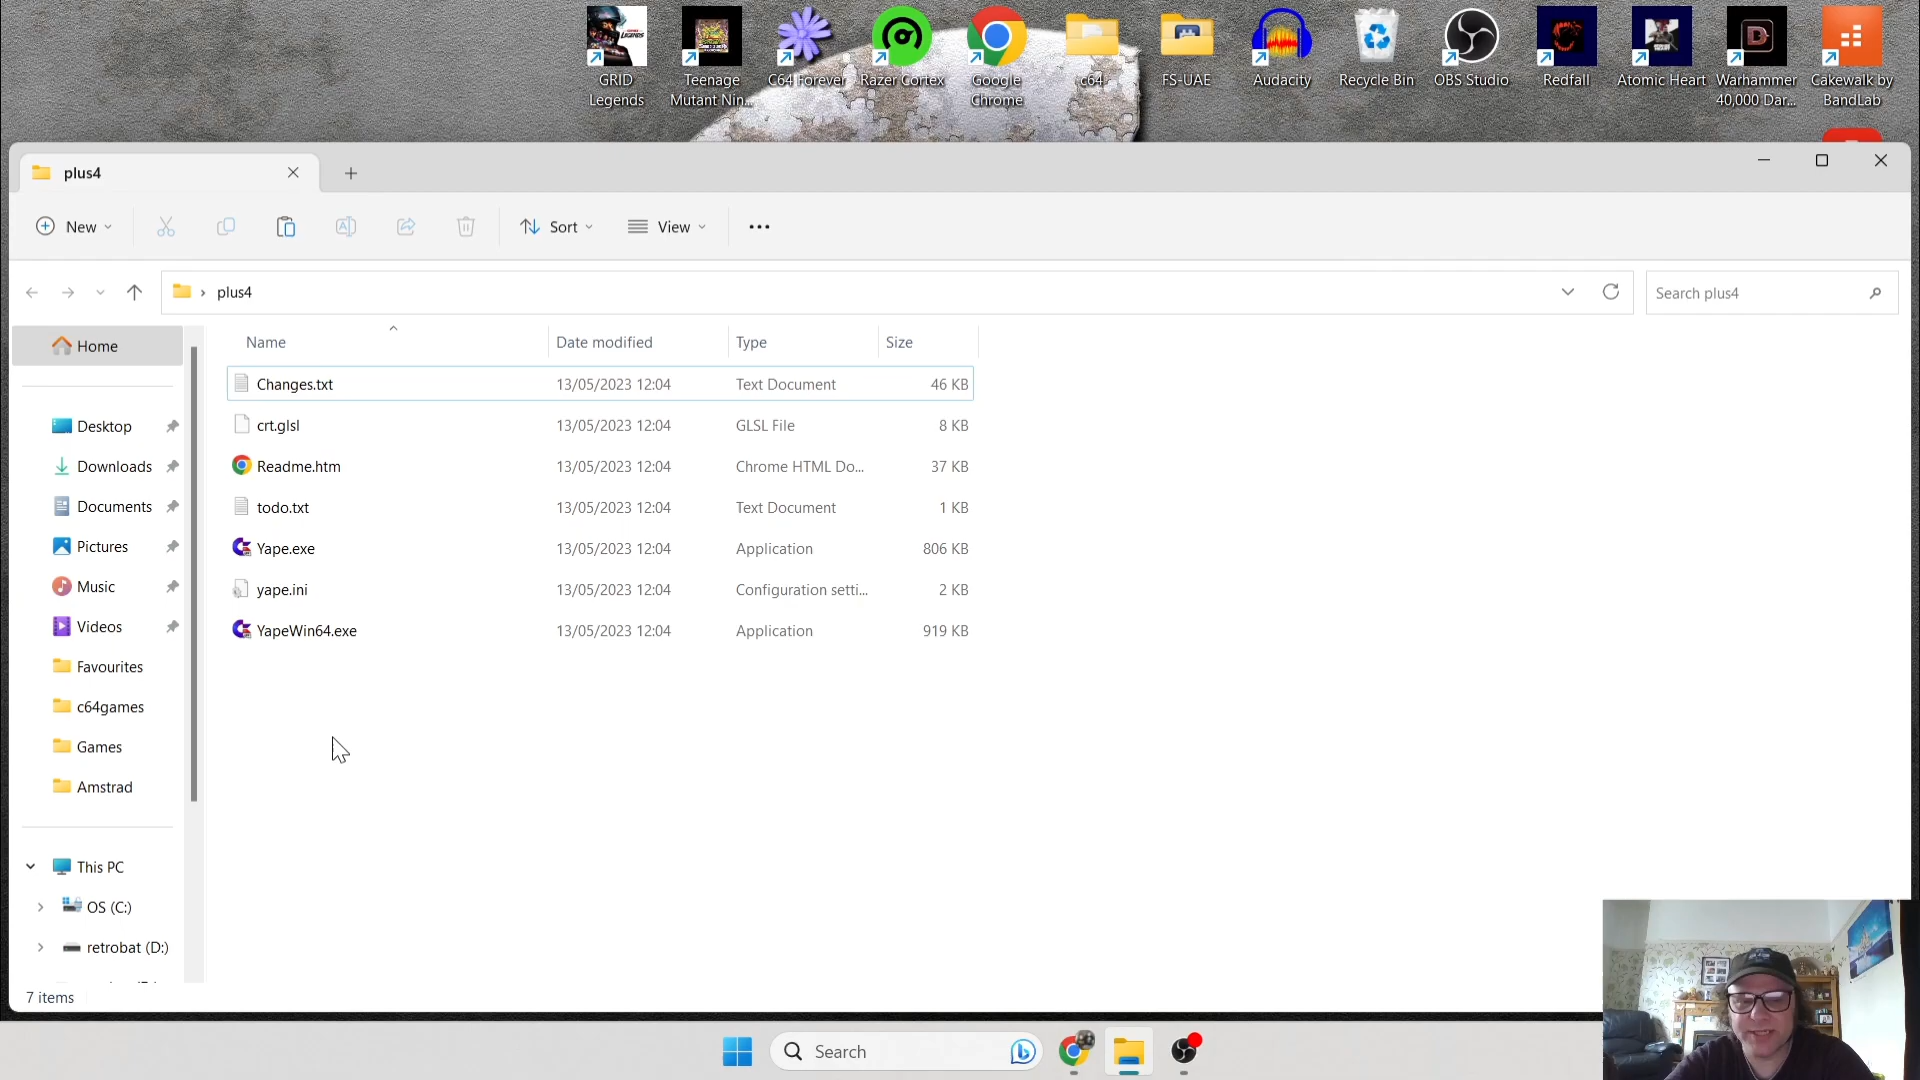 GRID
Legends
Teenage
Mutant Nin...
C64 Forever
Razer Cortex
Google
Chrome
c64
FS-UAE
Audacity
Recycle Bin
OBS Studio
Redfall
Atomic Heart
Warhammer
40,000 Dar...
Cakewalk by
BandLab
plus4
New
Sort
View
plus4
Search plus4
Home
Desktop
Downloads
Documents
Pictures
Music
Videos
Favourites
c64games
Games
Amstrad
This PC
OS (C:)
retrobat (D:)
Name Date modified Type Size
Changes.txt 13/05/2023 12:04 Text Document 46 KB
crt.glsl 13/05/2023 12:04 GLSL File 8 KB
Readme.htm 13/05/2023 12:04 Chrome HTML Do... 37 KB
todo.txt 13/05/2023 12:04 Text Document 1 KB
Yape.exe 13/05/2023 12:04 Application 806 KB
yape.ini 13/05/2023 12:04 Configuration setti... 2 KB
YapeWin64.exe 13/05/2023 12:04 Application 919 KB
7 items
Search